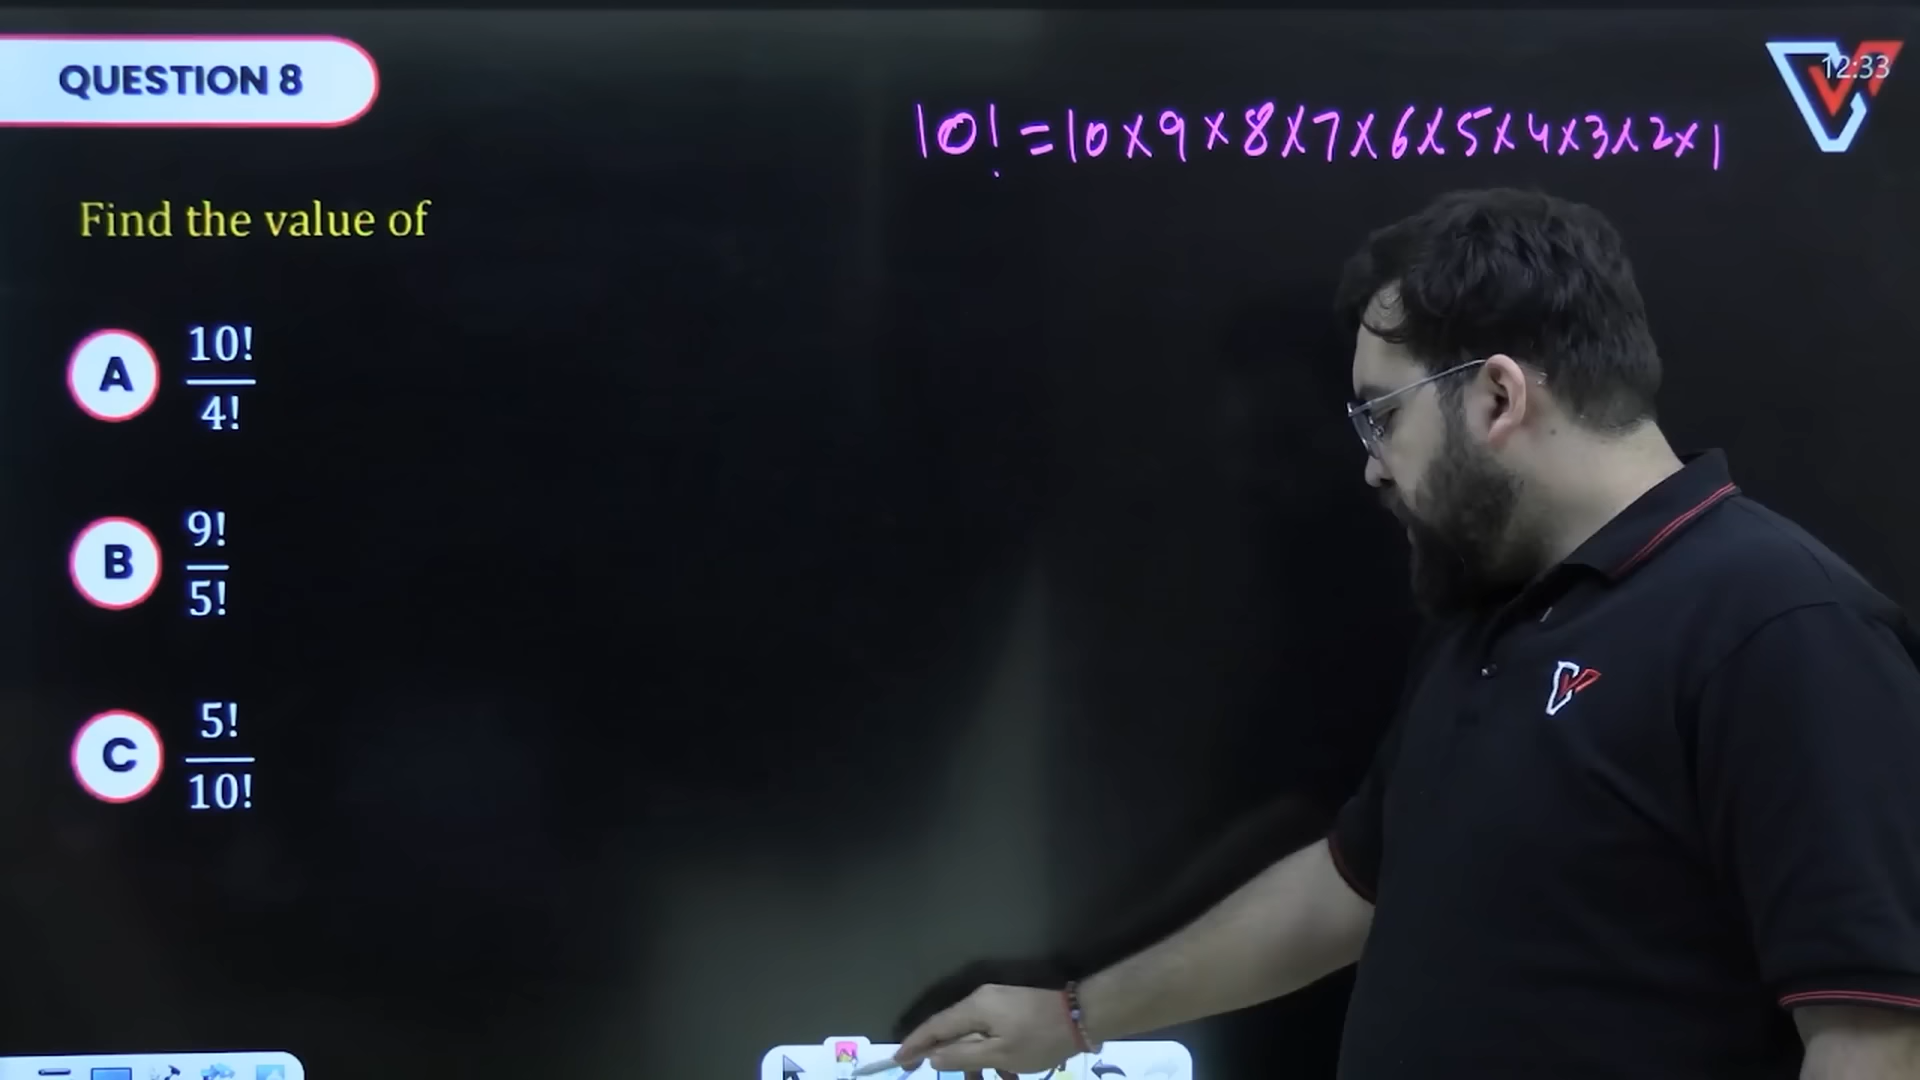 QUESTION 8
12:33
10! = 10 × 9 × 8 × 7 × 6 × 5 × 4 × 3 × 2 × 1
Find the value of
A 10!/4!
B 9!/5!
C 5!/10!